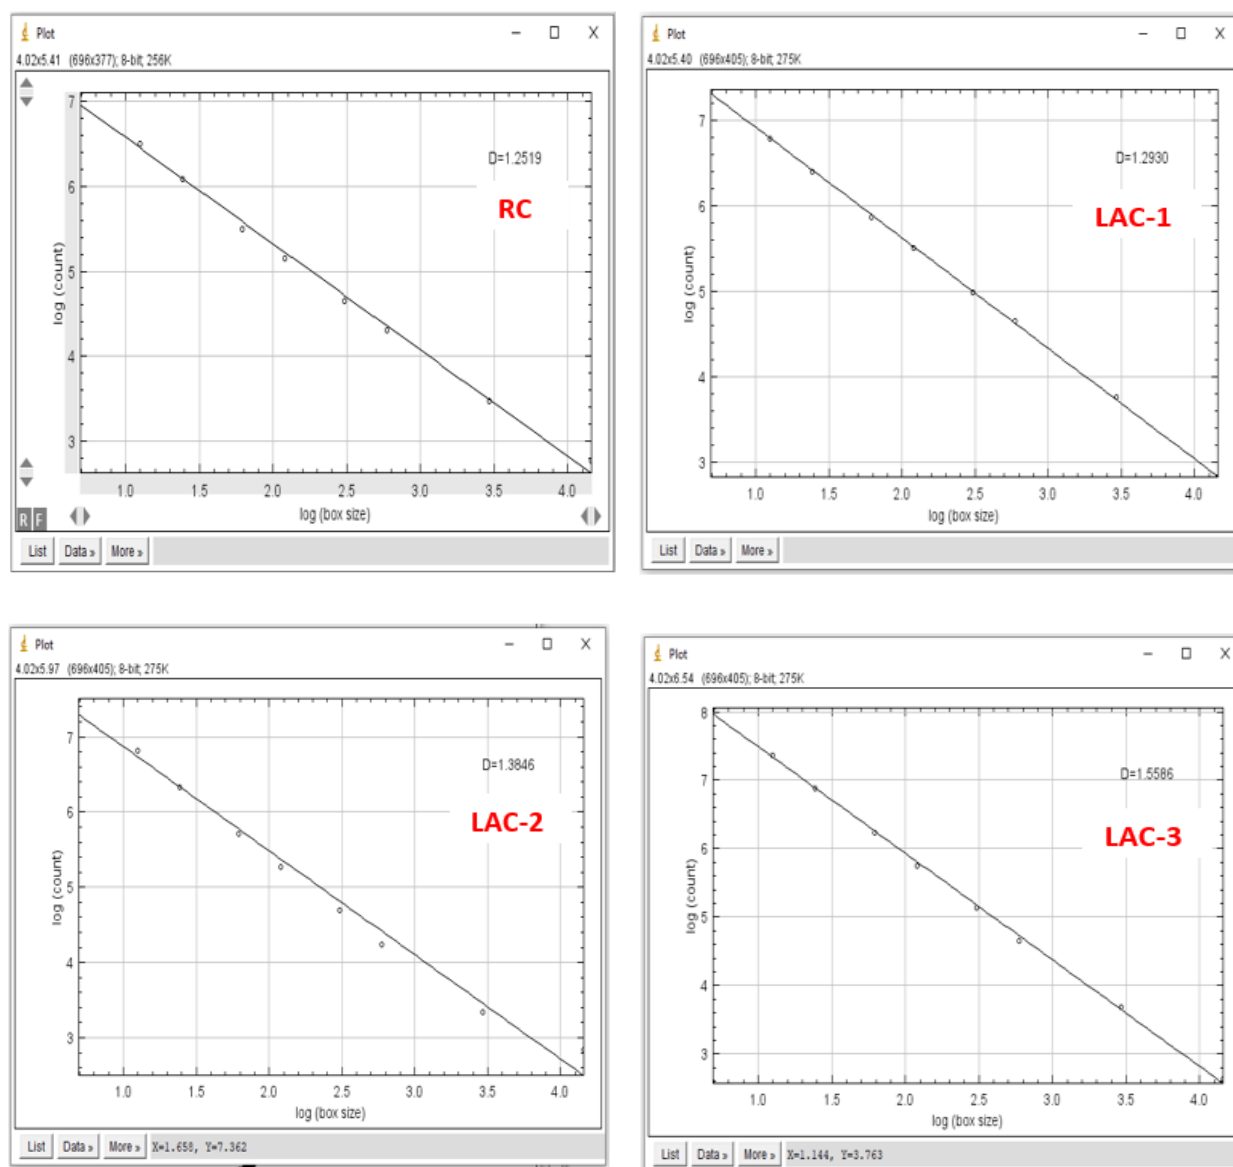 Plot
4.02x5.41 (696x377); 8-bit; 256K
7
6
5
4
3
log (count)
D=1.2519
RC
1.0 1.5 2.0 2.5 3.0 3.5 4.0
log (box size)
R F
List Data » More »
Plot
4.02x5.40 (696x405); 8-bit; 275K
7
6
5
4
3
log (count)
D=1.2930
LAC-1
1.0 1.5 2.0 2.5 3.0 3.5 4.0
log (box size)
List Data » More »
Plot
4.02x5.97 (696x405); 8-bit; 275K
7
6
5
4
3
log (count)
D=1.3846
LAC-2
1.0 1.5 2.0 2.5 3.0 3.5 4.0
log (box size)
List Data » More » X=1.658, Y=7.362
Plot
4.02x6.54 (696x405); 8-bit; 275K
8
7
6
5
4
3
log (count)
D=1.5586
LAC-3
1.0 1.5 2.0 2.5 3.0 3.5 4.0
log (box size)
List Data » More » X=1.144, Y=3.763